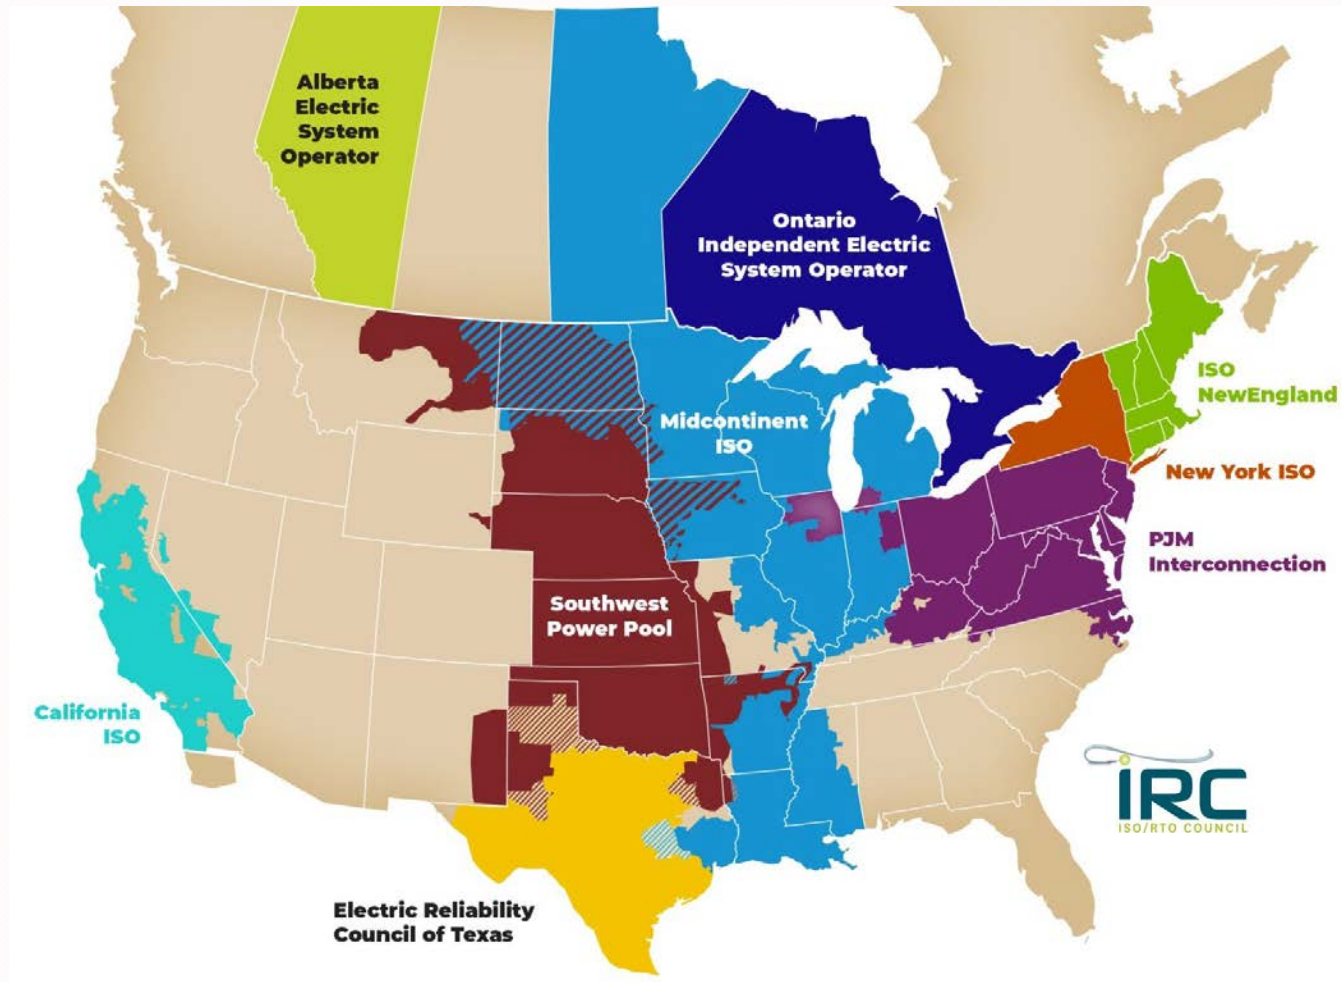 Alberta
Electric
System
Operator
Ontario
Independent Electric
System Operator
ISO
NewEngland
Midcontinent
ISO
New York ISO
PJM
Interconnection
Southwest
Power Pool
California
ISO
iRC
ISO/RTO COUNCIL
Electric Reliability
Council of Texas